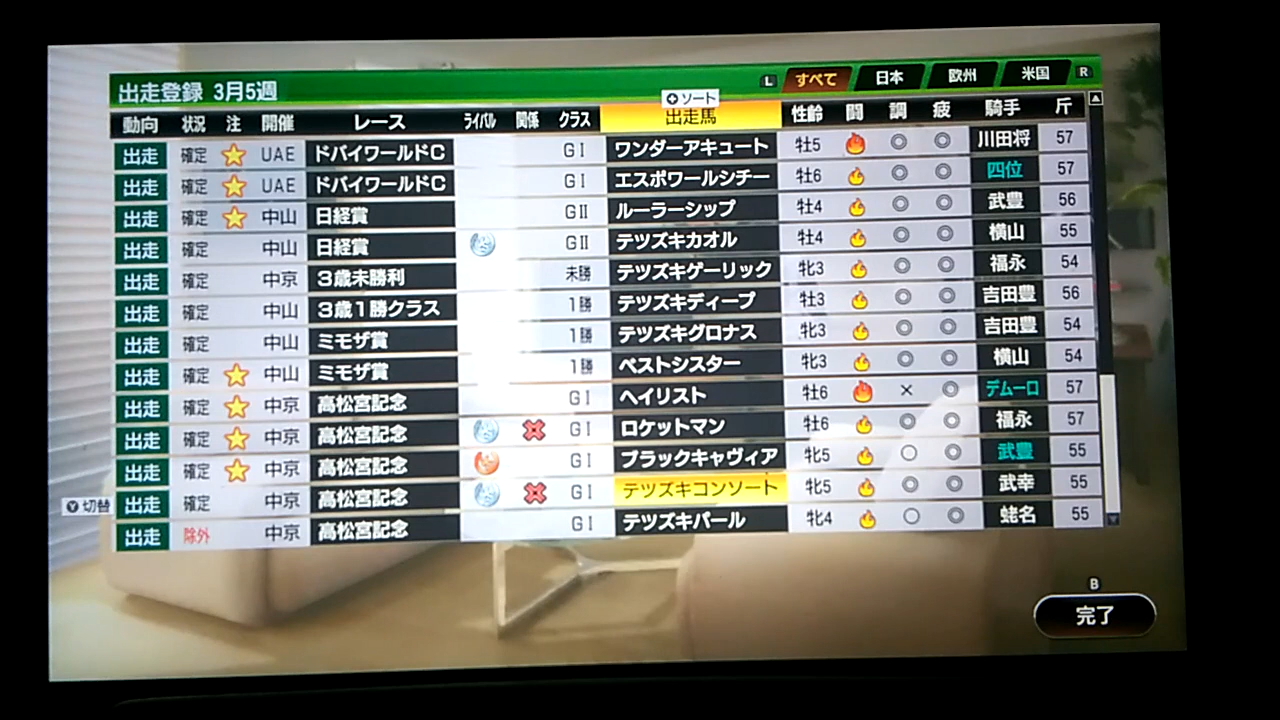 出走登録 3月5週 L すべて 日本 欧州 米国 R
動向 状況 注 開催 レース ライバル 関係 クラス ソート 出走馬 性齢 闘 調 疲 騎手 斤
出走 確定 UAE ドバイワールドC GI ワンダーアキュート 牡5 ◎ ◎ 川田将 57
出走 確定 UAE ドバイワールドC GI エスポワールシチー 牡6 ◎ ◎ 四位 57
出走 確定 中山 日経賞 GII ルーラーシップ 牡4 ◎ ◎ 武豊 56
出走 確定 中山 日経賞 GII テツズキカオル 牡4 ◎ ◎ 横山 55
出走 確定 中京 3歳未勝利 未勝 テツズキゲーリック 牝3 ◎ ◎ 福永 54
出走 確定 中山 3歳1勝クラス 1勝 テツズキディープ 牡3 ◎ ◎ 吉田豊 56
出走 確定 中山 ミモザ賞 1勝 テツズキグロナス 牝3 ◎ ◎ 吉田豊 54
出走 確定 中山 ミモザ賞 1勝 ベストシスター 牝3 ◎ ◎ 横山 54
出走 確定 中京 高松宮記念 GI ヘイリスト 牡6 × ◎ デムーロ 57
出走 確定 中京 高松宮記念 GI ロケットマン 牡6 ◎ ◎ 福永 57
出走 確定 中京 高松宮記念 GI ブラックキャヴィア 牝5 ○ ◎ 武豊 55
Y 切替 出走 確定 中京 高松宮記念 GI テツズキコンソート 牝5 ◎ ◎ 武幸 55
出走 除外 中京 高松宮記念 GI テツズキパール 牝4 ○ ◎ 蛯名 55
B
完了